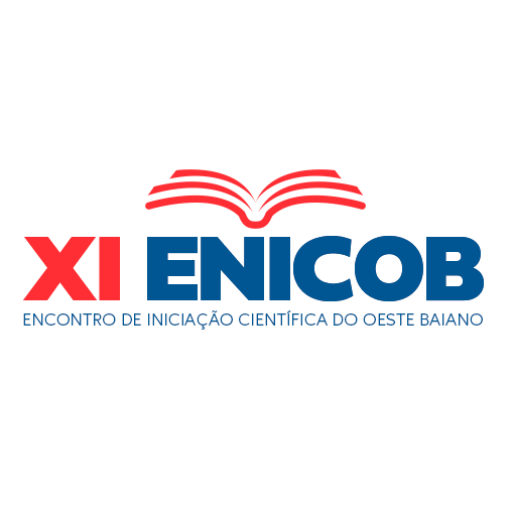 XI ENICOB
ENCONTRO DE INICIAÇÃO CIENTÍFICA DO OESTE BAIANO